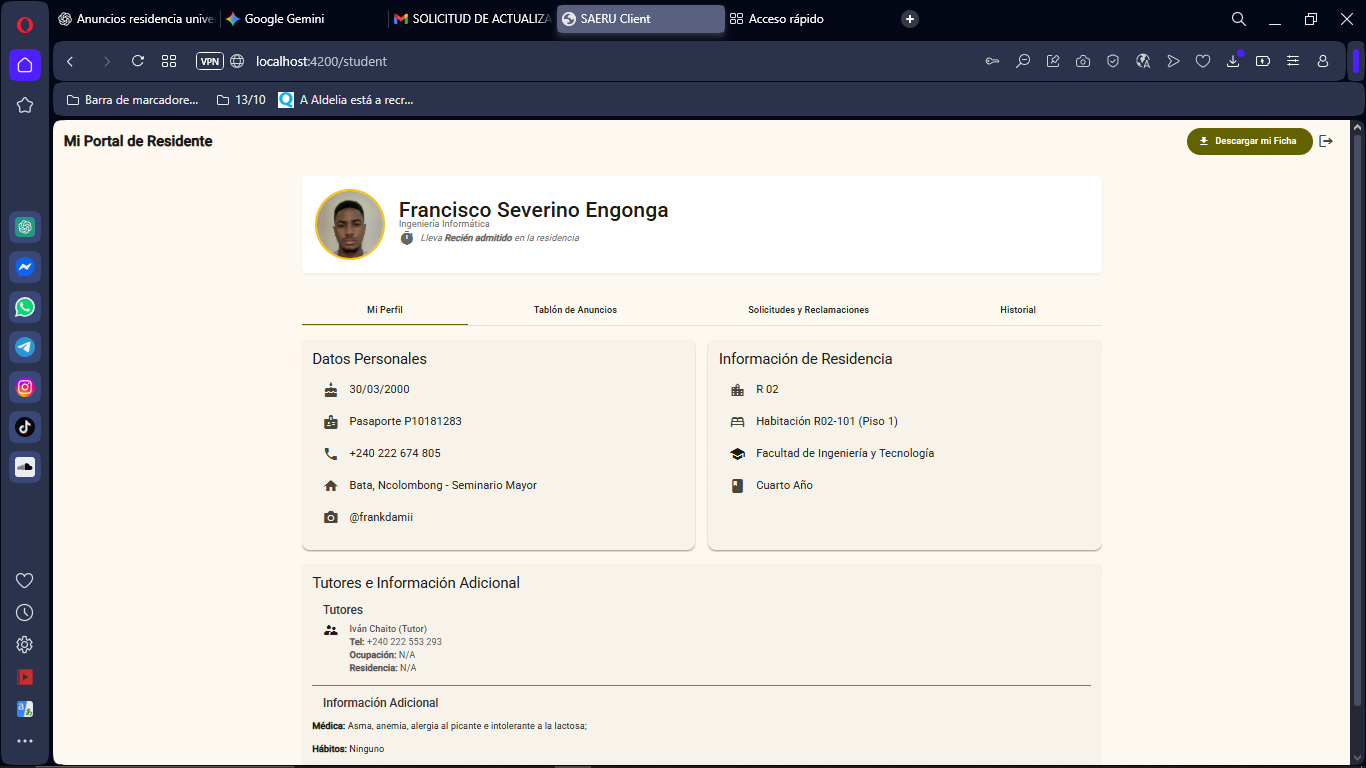 Anuncios residencia unive
Google Gemini
SOLICITUD DE ACTUALIZA
SAERU Client
Acceso rápido
VPN
localhost:4200/student
Barra de marcadore...
13/10
A Aldelia está a recr...
Mi Portal de Residente
Descargar mi Ficha
Francisco Severino Engonga
Ingeniería Informática
Lleva Recién admitido en la residencia
Mi Perfil
Tablón de Anuncios
Solicitudes y Reclamaciones
Historial
Datos Personales
30/03/2000
Pasaporte P10181283
+240 222 674 805
Bata, Ncolombong - Seminario Mayor
@frankdamii
Información de Residencia
R 02
Habitación R02-101 (Piso 1)
Facultad de Ingeniería y Tecnología
Cuarto Año
Tutores e Información Adicional
Tutores
Iván Chaito (Tutor)
Tel: +240 222 553 293
Ocupación: N/A
Residencia: N/A
Información Adicional
Médica: Asma, anemia, alergia al picante e intolerante a la lactosa;
Hábitos: Ninguno